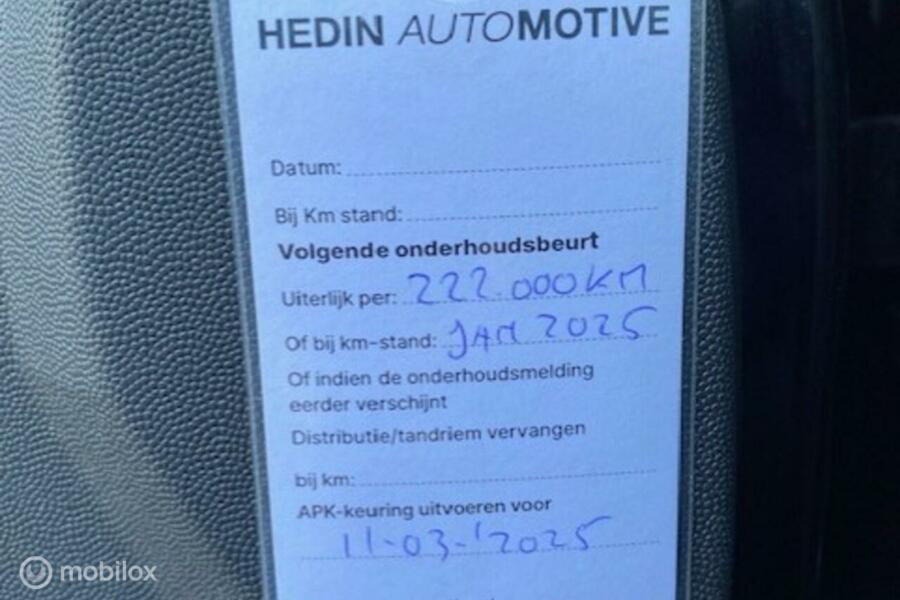 HEDIN AUTOMOTIVE
Datum:
Bij Km stand:
Volgende onderhoudsbeurt
Uiterlijk per: 222.000KM
Of bij km-stand: JAN 2025
Of indien de onderhoudsmelding
eerder verschijnt
Distributie/tandriem vervangen
bij km:
APK-keuring uitvoeren voor
11-03-'2025
mobilox